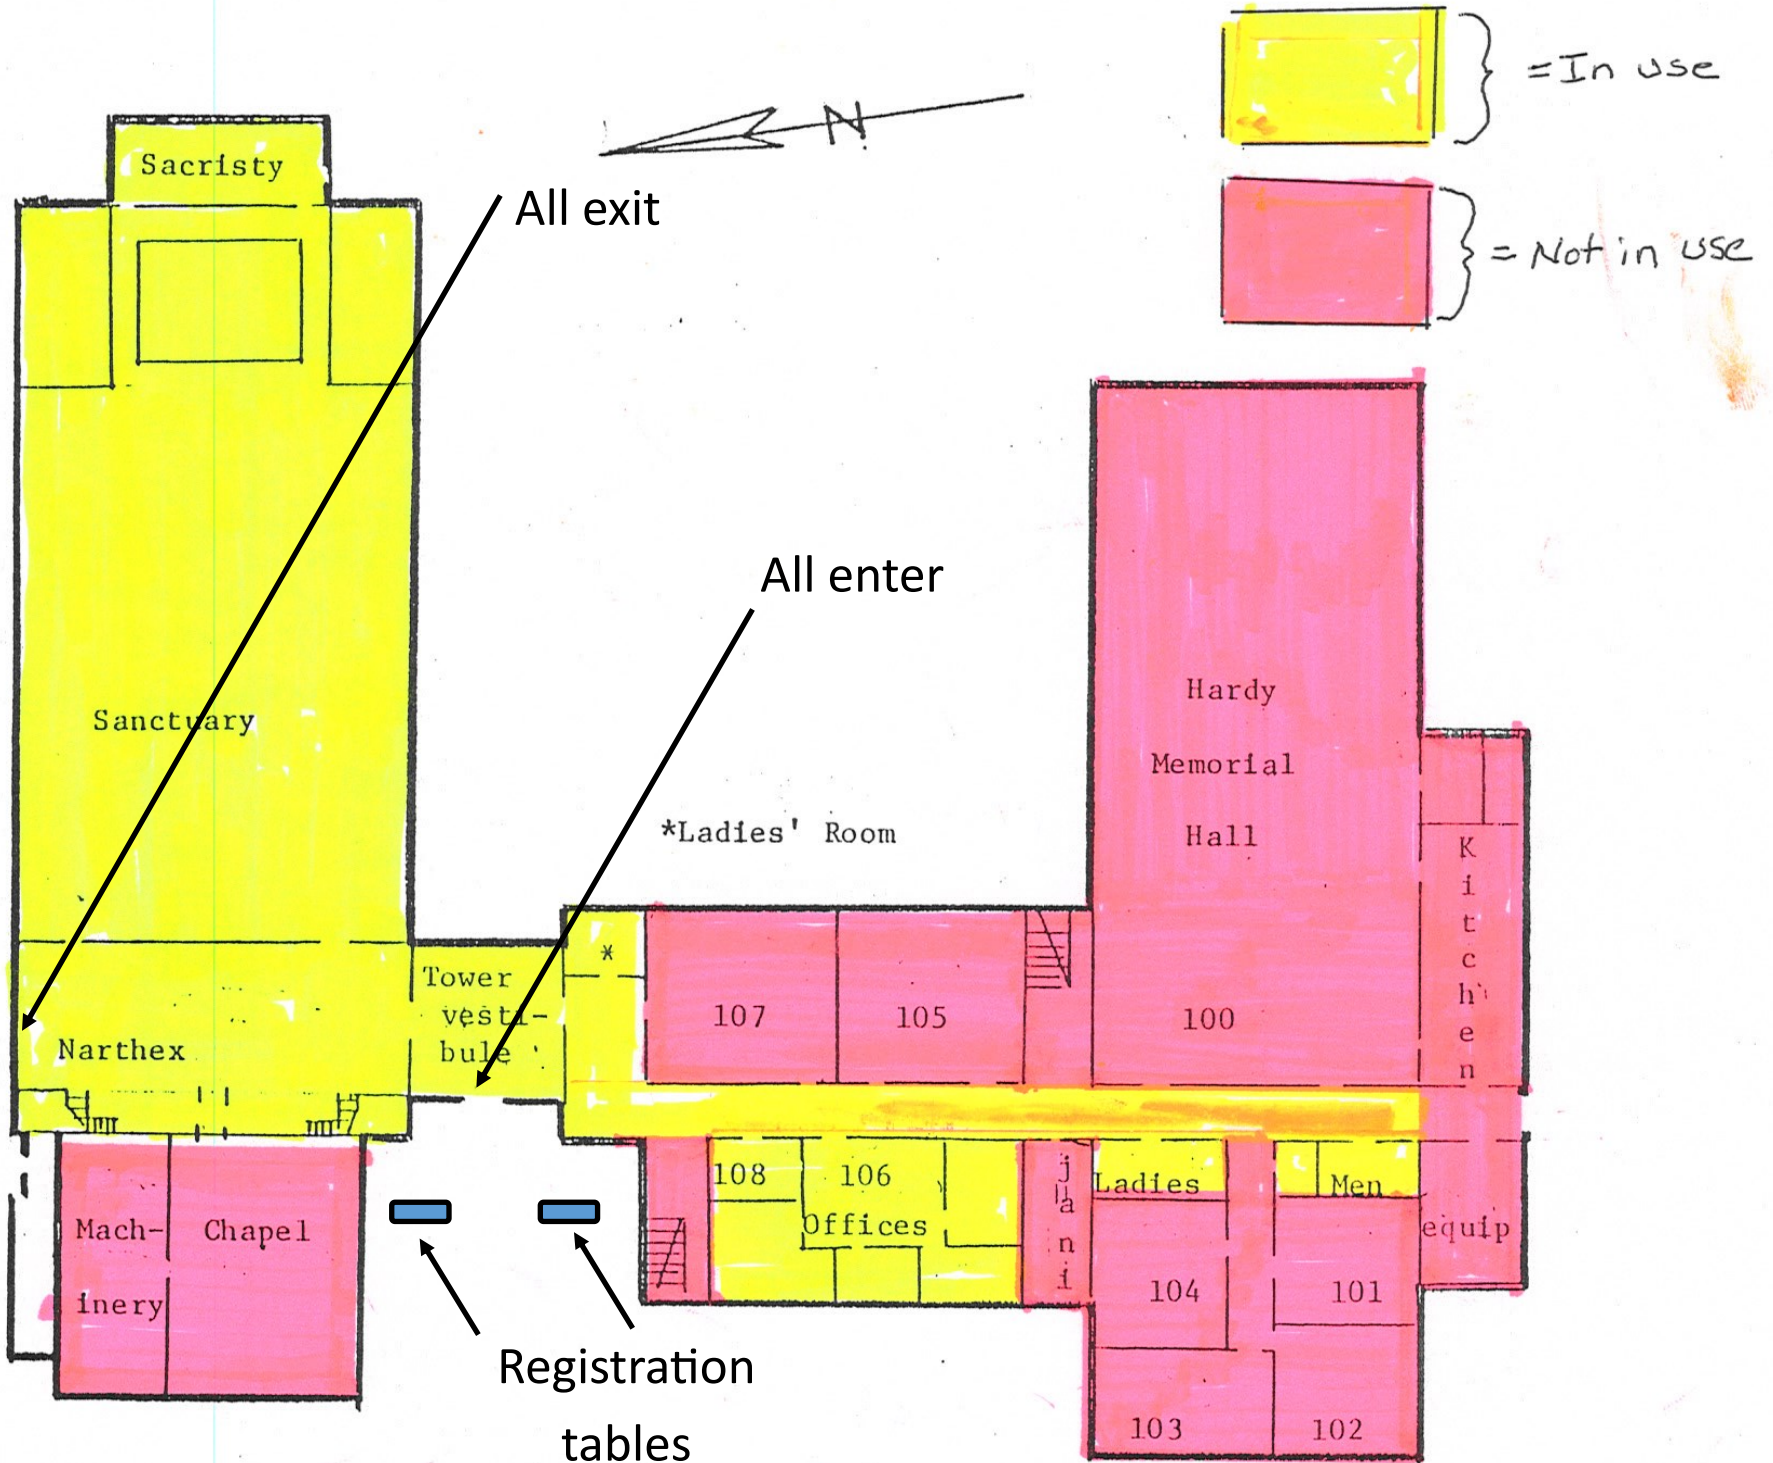 = In use
N
Sacristy
All exit
= Not in use
All enter
Hardy
Sanctuary
Memorial
*Ladies' Room
Hall
K
i
t
c
h
e
n
*
Tower
vesti-
bule
107
105
100
Narthex
108
106
Offices
j
a
n
i
Ladies
Men
Mach-
inery
Chapel
equip
104
101
Registration
tables
103
102